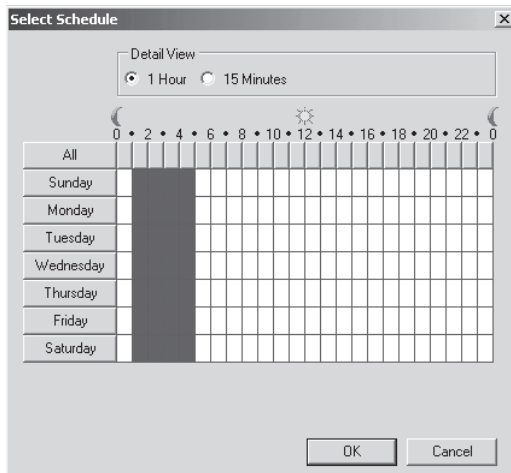 Select Schedule
Detail View
1 Hour 15 Minutes
0 • 2 • 4 • 6 • 8 • 10 • 12 • 14 • 16 • 18 • 20 • 22 • 0
All
Sunday
Monday
Tuesday
Wednesday
Thursday
Friday
Saturday
OK Cancel